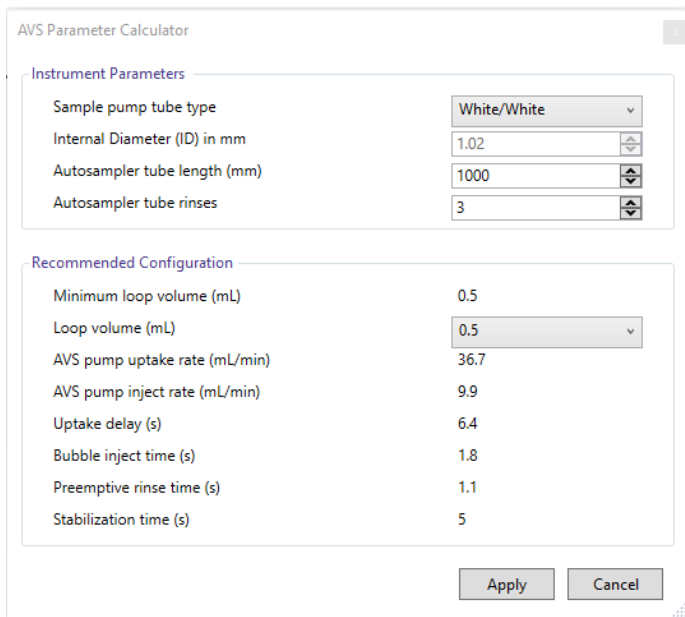 AVS Parameter Calculator
x
Instrument Parameters
Sample pump tube type White/White
Internal Diameter (ID) in mm 1.02
Autosampler tube length (mm) 1000
Autosampler tube rinses 3
Recommended Configuration
Minimum loop volume (mL) 0.5
Loop volume (mL) 0.5
AVS pump uptake rate (mL/min) 36.7
AVS pump inject rate (mL/min) 9.9
Uptake delay (s) 6.4
Bubble inject time (s) 1.8
Preemptive rinse time (s) 1.1
Stabilization time (s) 5
Apply Cancel